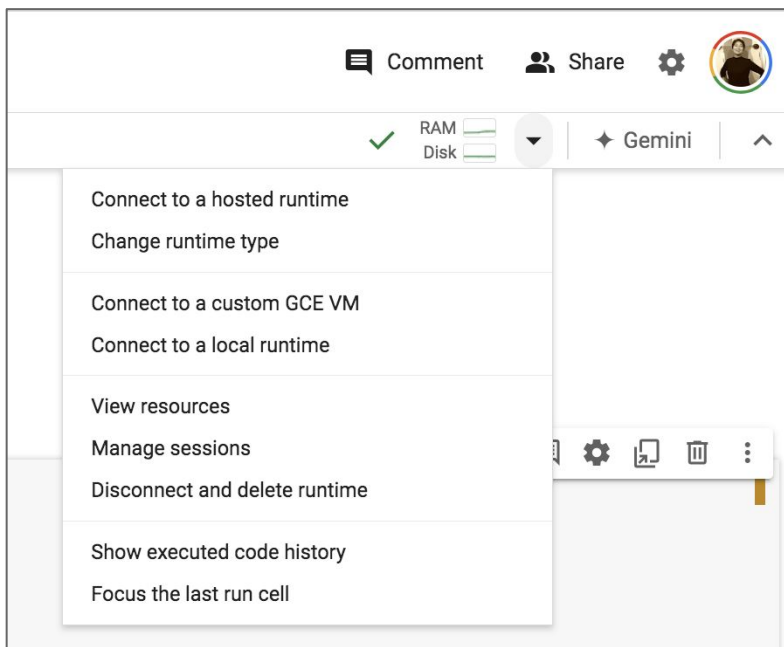 Comment Share
RAM
Disk
Gemini
Connect to a hosted runtime
Change runtime type
Connect to a custom GCE VM
Connect to a local runtime
View resources
Manage sessions
Disconnect and delete runtime
Show executed code history
Focus the last run cell